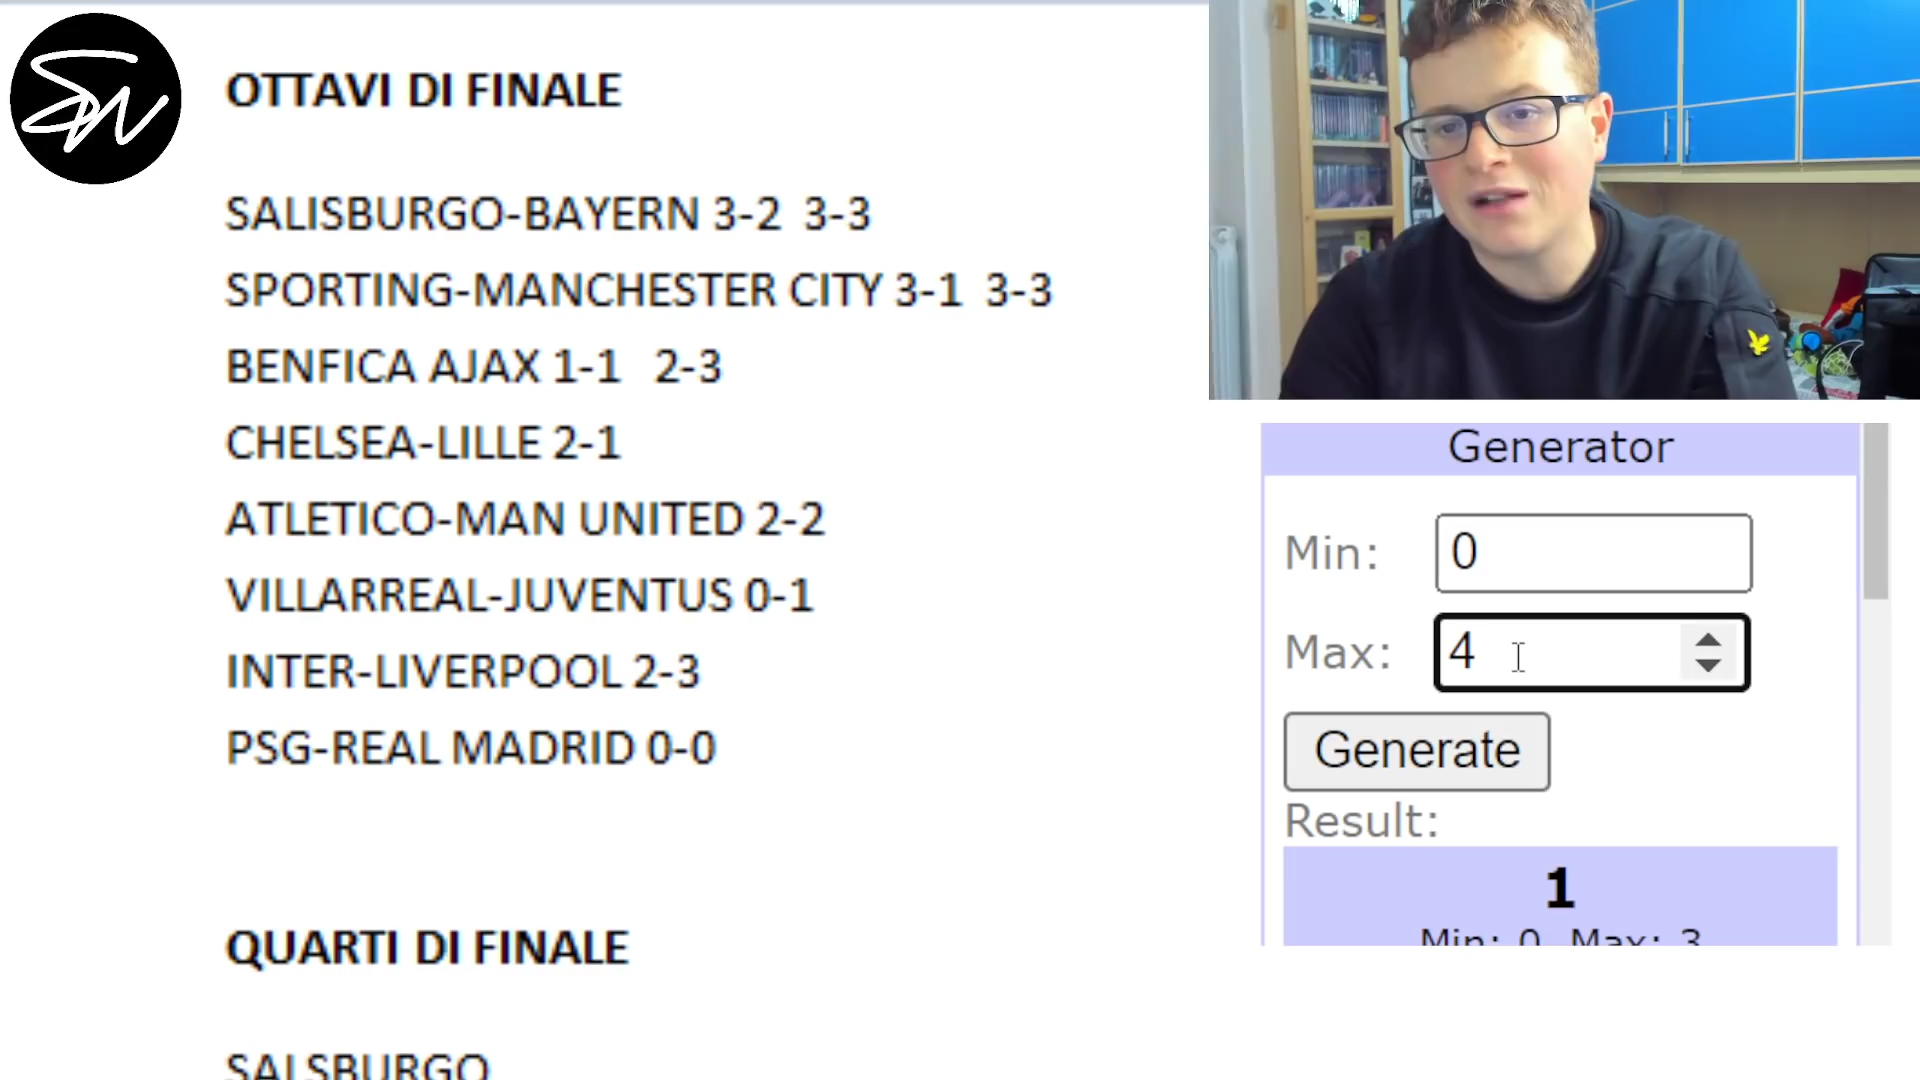 OTTAVI DI FINALE
SALISBURGO-BAYERN 3-2 3-3
SPORTING-MANCHESTER CITY 3-1 3-3
BENFICA AJAX 1-1 2-3
CHELSEA-LILLE 2-1
ATLETICO-MAN UNITED 2-2
VILLARREAL-JUVENTUS 0-1
INTER-LIVERPOOL 2-3
PSG-REAL MADRID 0-0
QUARTI DI FINALE
SALSBURGO
Generator
Min: 0
Max: 4
Generate
Result:
1
Min: 0 Max: 3